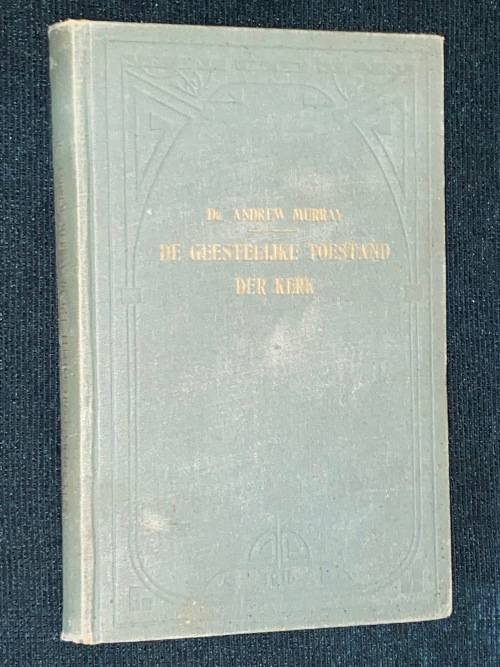 Dr. ANDREW MURRAY
DE GEESTELIJKE TOESTAND
DER KERK